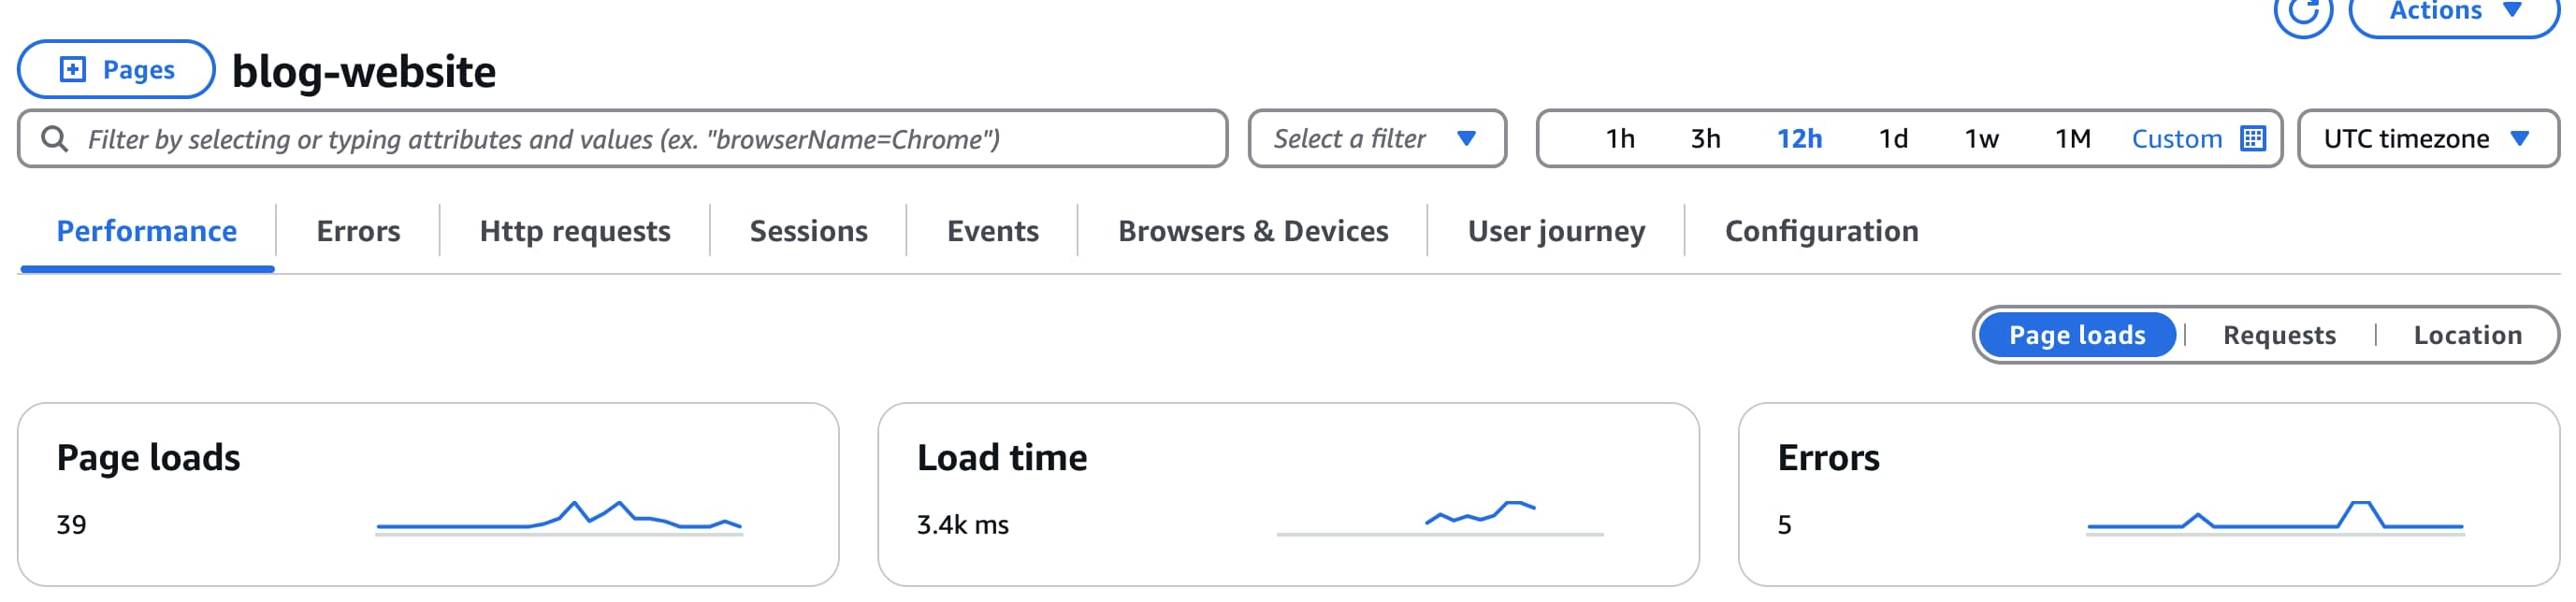 Actions
Pages blog-website
Filter by selecting or typing attributes and values (ex. "browserName=Chrome") Select a filter 1h 3h 12h 1d 1w 1M Custom UTC timezone
Performance Errors Http requests Sessions Events Browsers & Devices User journey Configuration
Page loads Requests Location
Page loads Load time Errors
39 3.4k ms 5